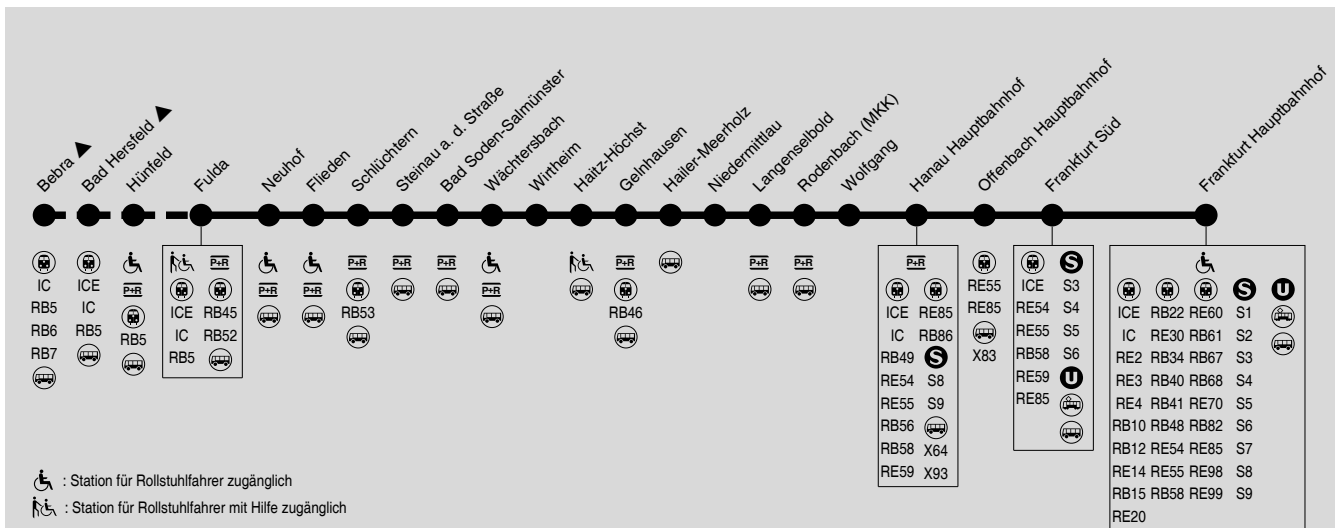 Bebra
Bad Hersfeld
Hünfeld
Fulda
Neuhof
Flieden
Schlüchtern
Steinau a. d. Straße
Bad Soden-Salmünster
Wächtersbach
Wirtheim
Haitz-Höchst
Gelnhausen
Hailer-Meerholz
Niedermittlau
Langenselbold
Rodenbach (MKK)
Wolfgang
Hanau Hauptbahnhof
Offenbach Hauptbahnhof
Frankfurt Süd
Frankfurt Hauptbahnhof
IC
RB5
RB6
RB7
ICE
IC
RB5
P+R
RB5
P+R
ICE RB45
IC RB52
RB5
P+R
P+R
P+R
RB53
P+R
P+R
P+R
P+R
RB46
P+R
P+R
P+R
ICE RE85
IC RB86
RB49 S
RE54 S8
RE55 S9
RB56
RB58 X64
RE59 X93
RE55
RE85
X83
S
ICE S3
RE54 S4
RE55 S5
RB58 S6
RE59 U
RE85
S U
ICE RB22 RE60 S1
IC RE30 RB61 S2
RE2 RB34 RB67 S3
RE3 RB40 RB68 S4
RE4 RB41 RE70 S5
RB10 RB48 RB82 S6
RB12 RE54 RE85 S7
RE14 RE55 RE98 S8
RB15 RB58 RE99 S9
RE20
: Station für Rollstuhlfahrer zugänglich
: Station für Rollstuhlfahrer mit Hilfe zugänglich